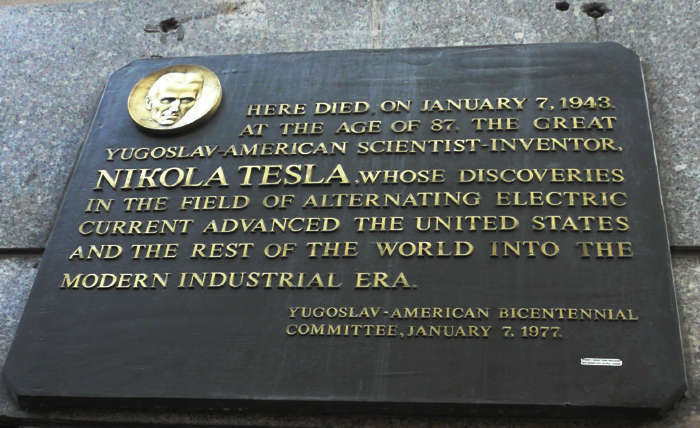 HERE DIED ON JANUARY 7, 1943.
AT THE AGE OF 87. THE GREAT
YUGOSLAV-AMERICAN SCIENTIST-INVENTOR,
NIKOLA TESLA, WHOSE DISCOVERIES
IN THE FIELD OF ALTERNATING ELECTRIC
CURRENT ADVANCED THE UNITED STATES
AND THE REST OF THE WORLD INTO THE
MODERN INDUSTRIAL ERA.
YUGOSLAV-AMERICAN BICENTENNIAL
COMMITTEE, JANUARY 7. 1977.